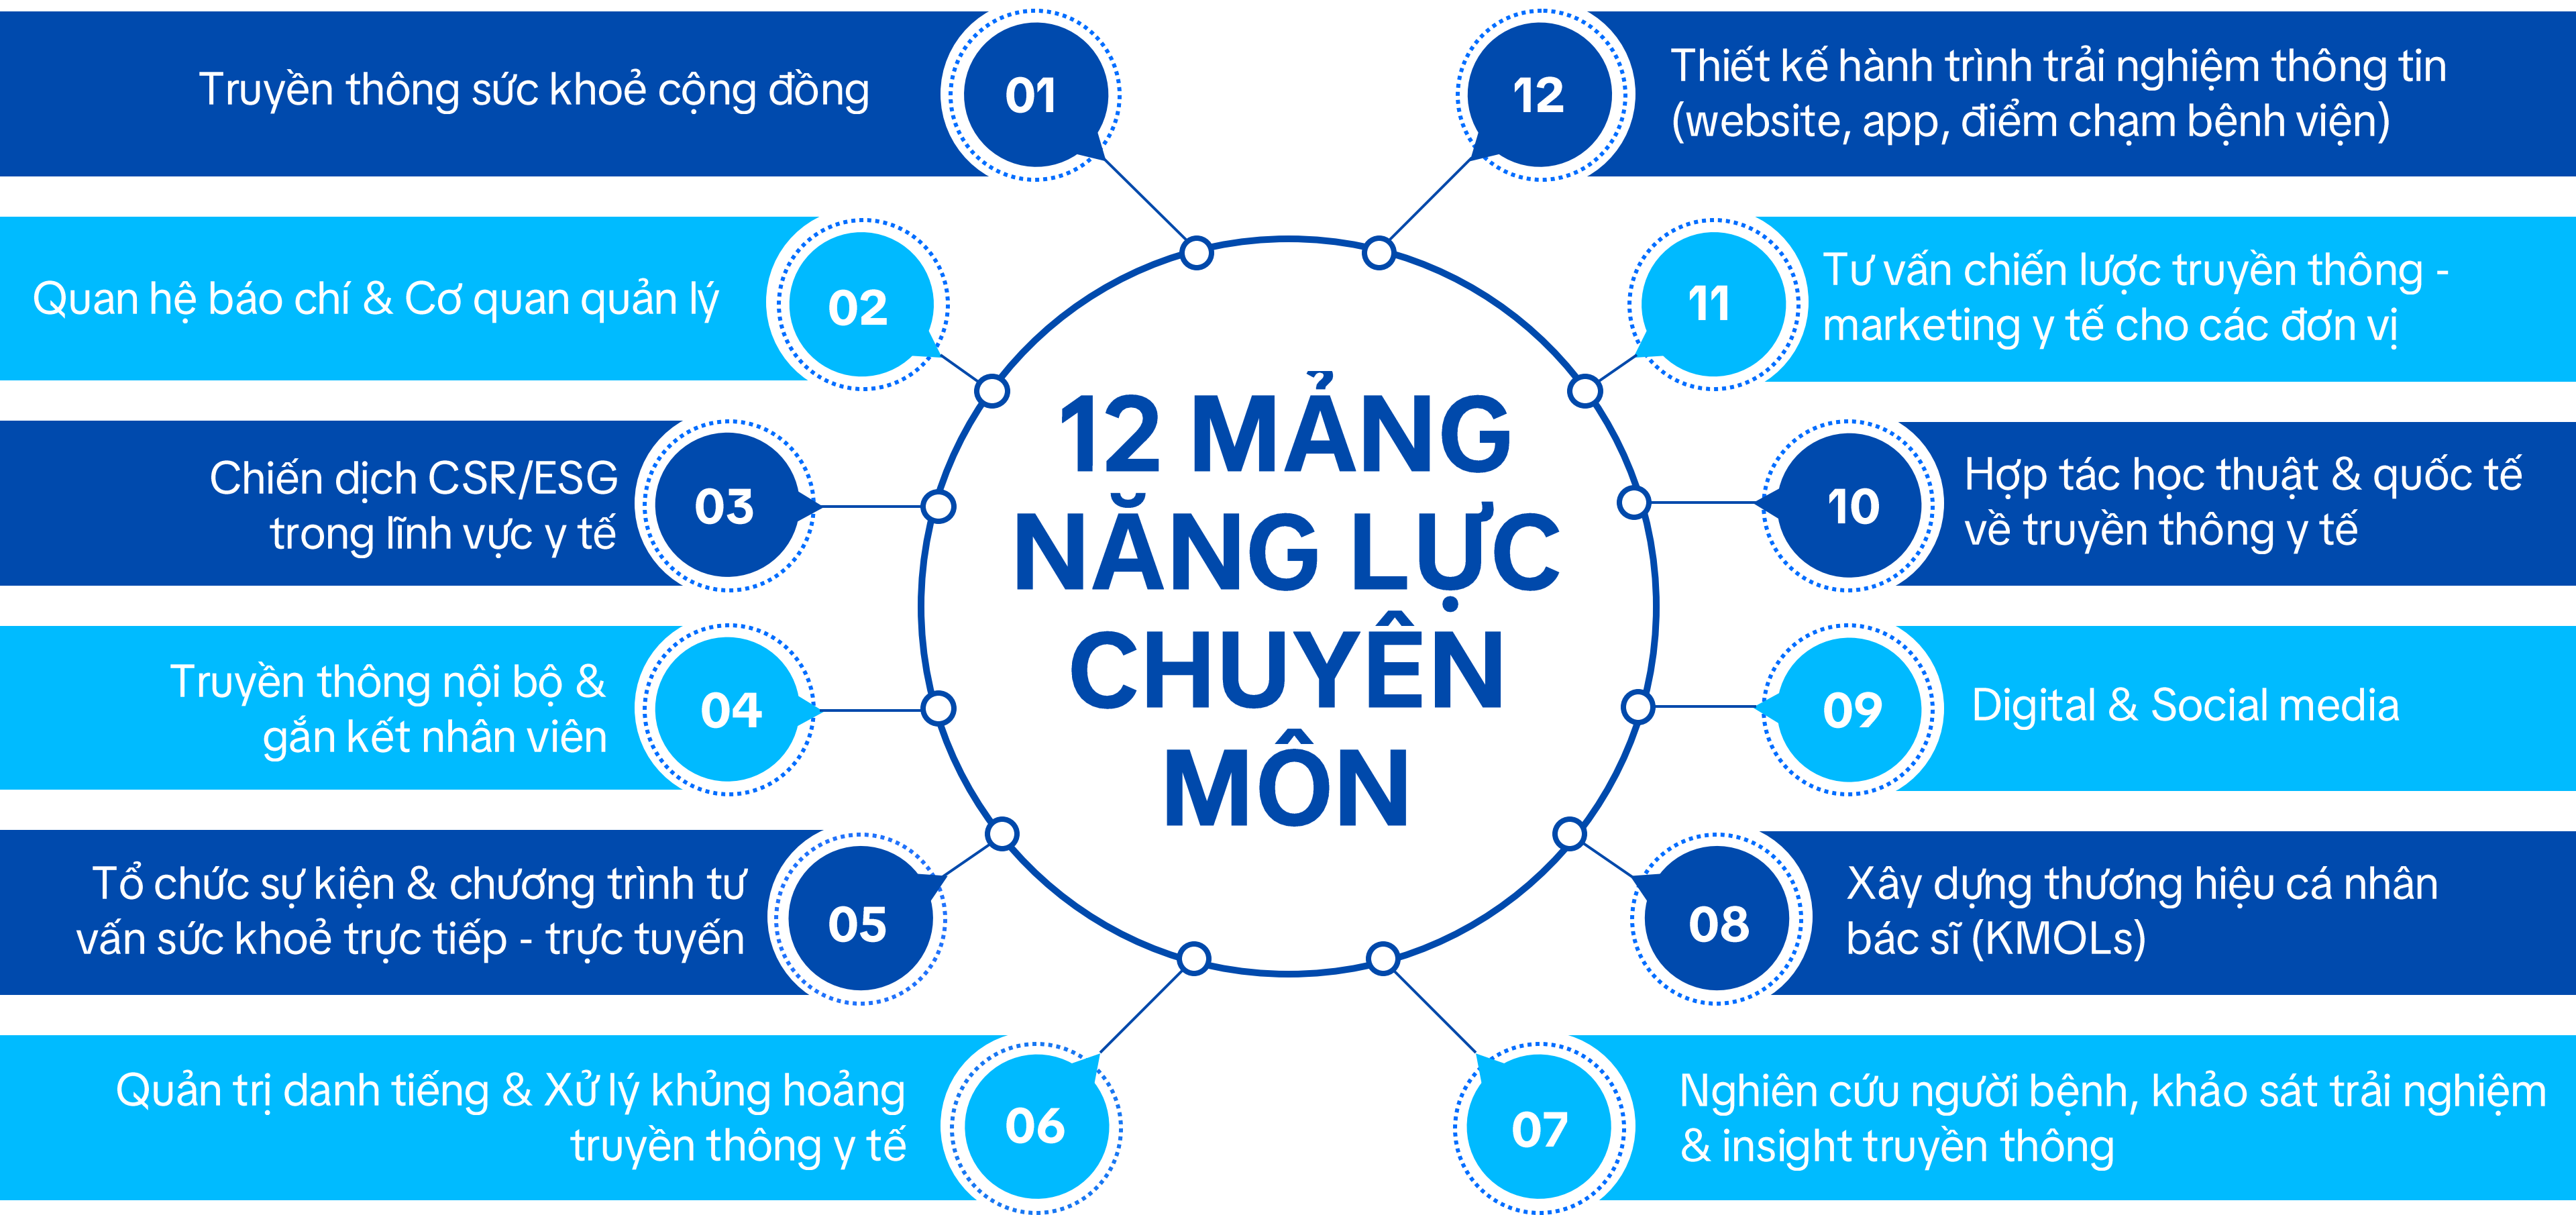 12 MẢNG
NĂNG LỰC
CHUYÊN
MÔN
01
Truyền thông sức khoẻ cộng đồng
02
Quan hệ báo chí & Cơ quan quản lý
03
Chiến dịch CSR/ESG
trong lĩnh vực y tế
04
Truyền thông nội bộ &
gắn kết nhân viên
05
Tổ chức sự kiện & chương trình tư
vấn sức khoẻ trực tiếp - trực tuyến
06
Quản trị danh tiếng & Xử lý khủng hoảng
truyền thông y tế
07
Nghiên cứu người bệnh, khảo sát trải nghiệm
& insight truyền thông
08
Xây dựng thương hiệu cá nhân
bác sĩ (KMOLs)
09
Digital & Social media
10
Hợp tác học thuật & quốc tế
về truyền thông y tế
11
Tư vấn chiến lược truyền thông -
marketing y tế cho các đơn vị
12
Thiết kế hành trình trải nghiệm thông tin
(website, app, điểm chạm bệnh viện)